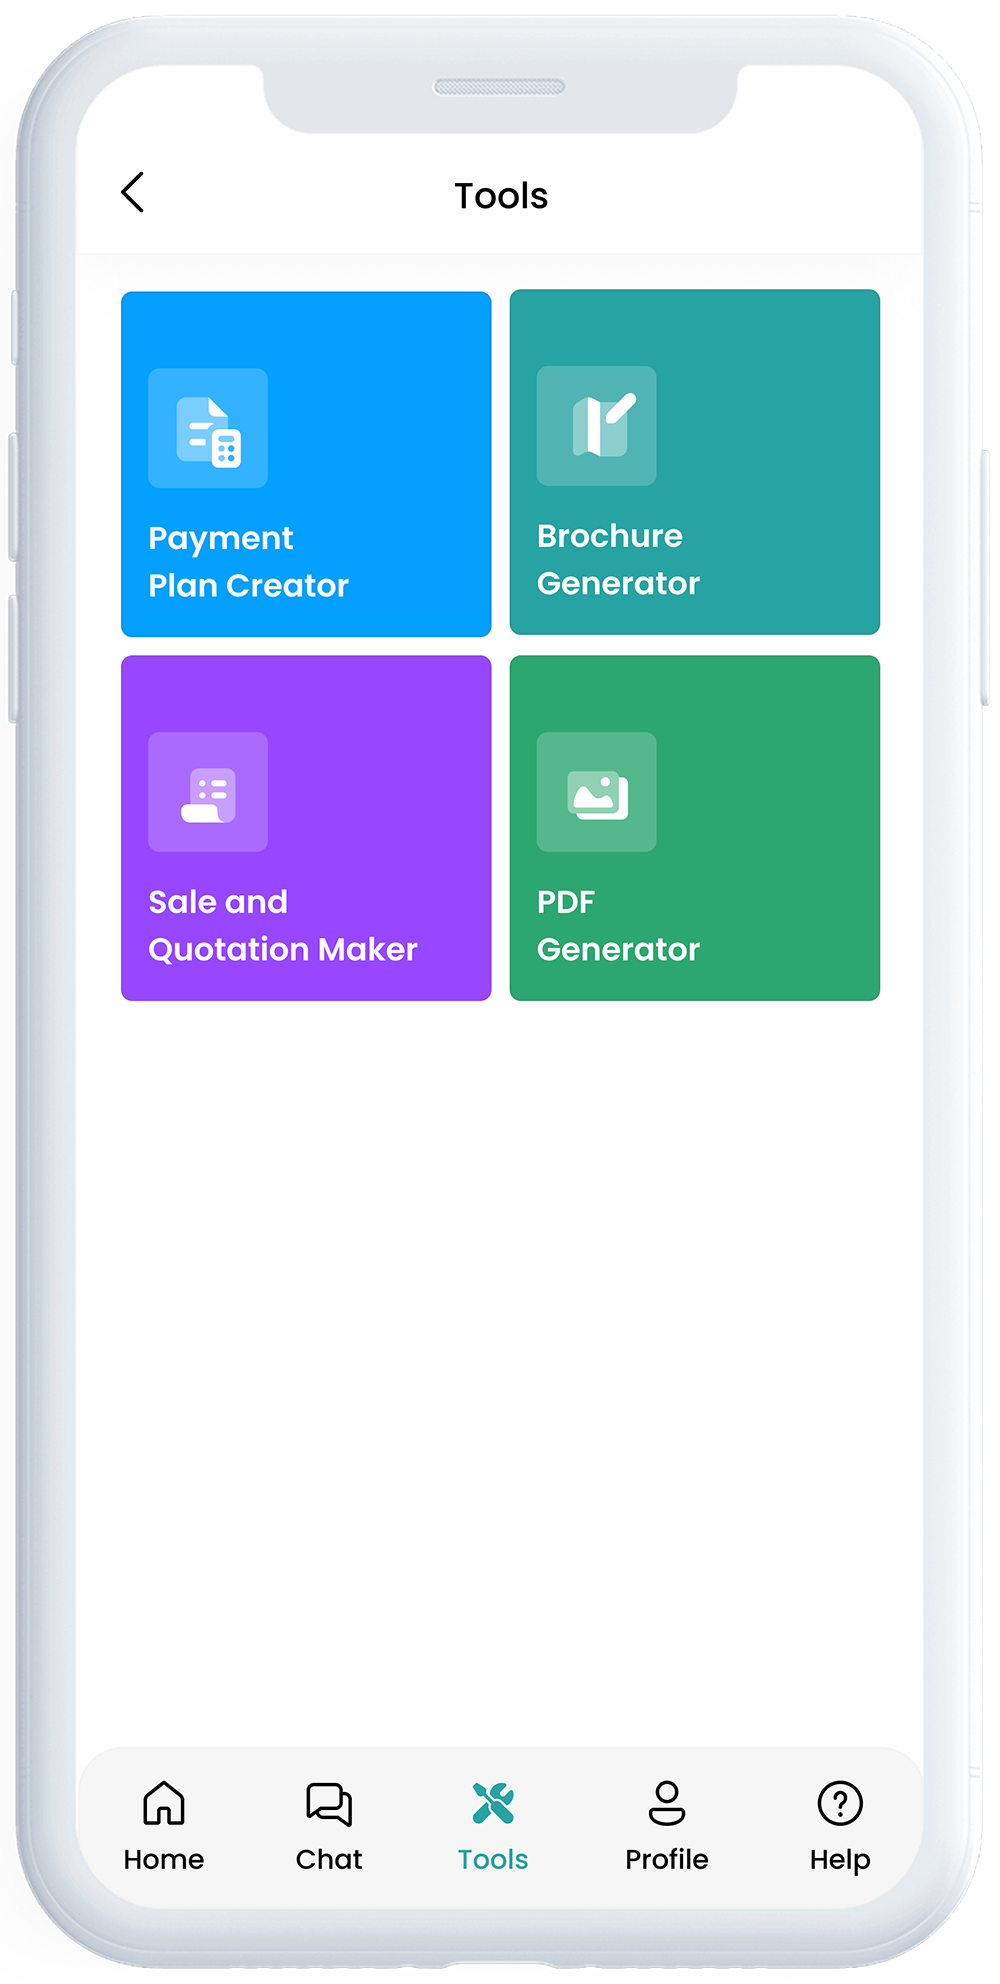 Tools
Payment
Plan Creator
Brochure
Generator
Sale and
Quotation Maker
PDF
Generator
Home
Chat
Tools
Profile
Help